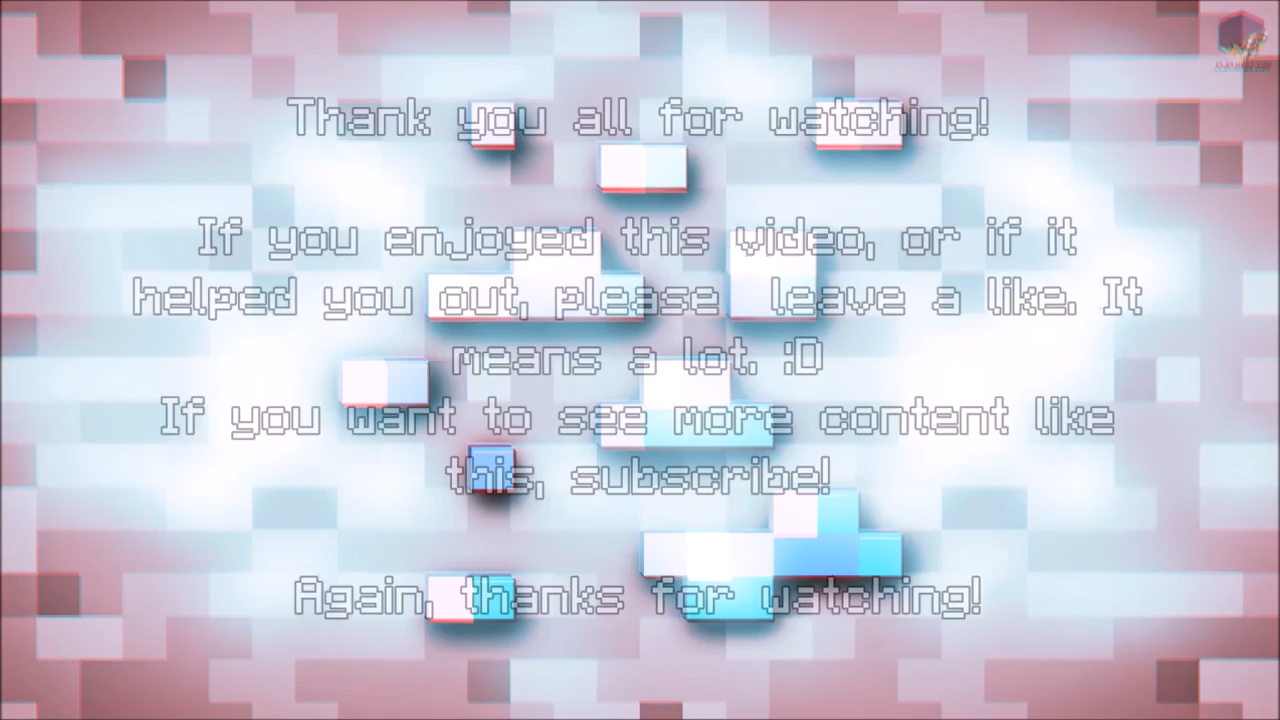 Thank you all for watching!
If you enjoyed this video, or if it
helped you out, please leave a like. It
means a lot. :D
If you want to see more content like
this, subscribe!
Again, thanks for watching!